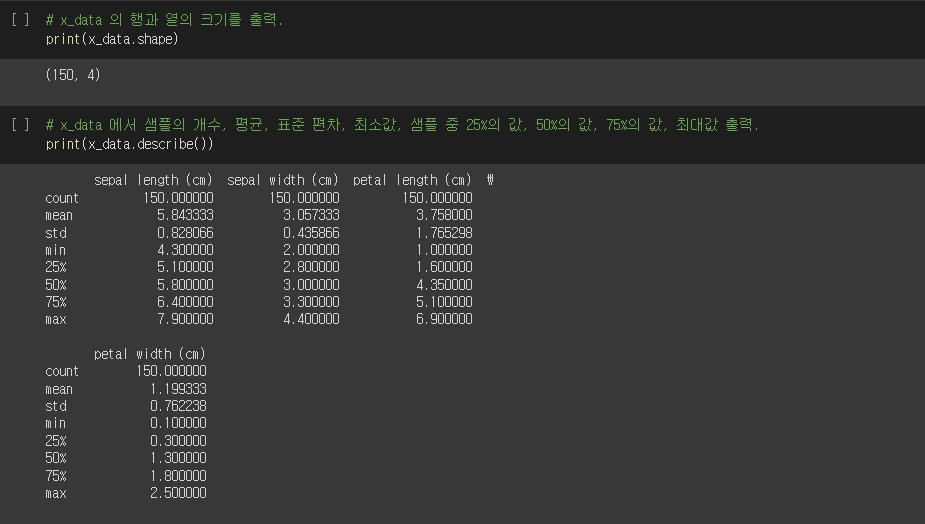 [ ] # x_data 의 행과 열의 크기를 출력.
print(x_data.shape)
(150, 4)
[ ] # x_data 에서 샘플의 개수, 평균, 표준 편차, 최소값, 샘플 중 25%의 값, 50%의 값, 75%의 값, 최대값 출력.
print(x_data.describe())
sepal length (cm) sepal width (cm) petal length (cm) ₩
count 150.000000 150.000000 150.000000
mean 5.843333 3.057333 3.758000
std 0.828066 0.435866 1.765298
min 4.300000 2.000000 1.000000
25% 5.100000 2.800000 1.600000
50% 5.800000 3.000000 4.350000
75% 6.400000 3.300000 5.100000
max 7.900000 4.400000 6.900000
petal width (cm)
count 150.000000
mean 1.199333
std 0.762238
min 0.100000
25% 0.300000
50% 1.300000
75% 1.800000
max 2.500000